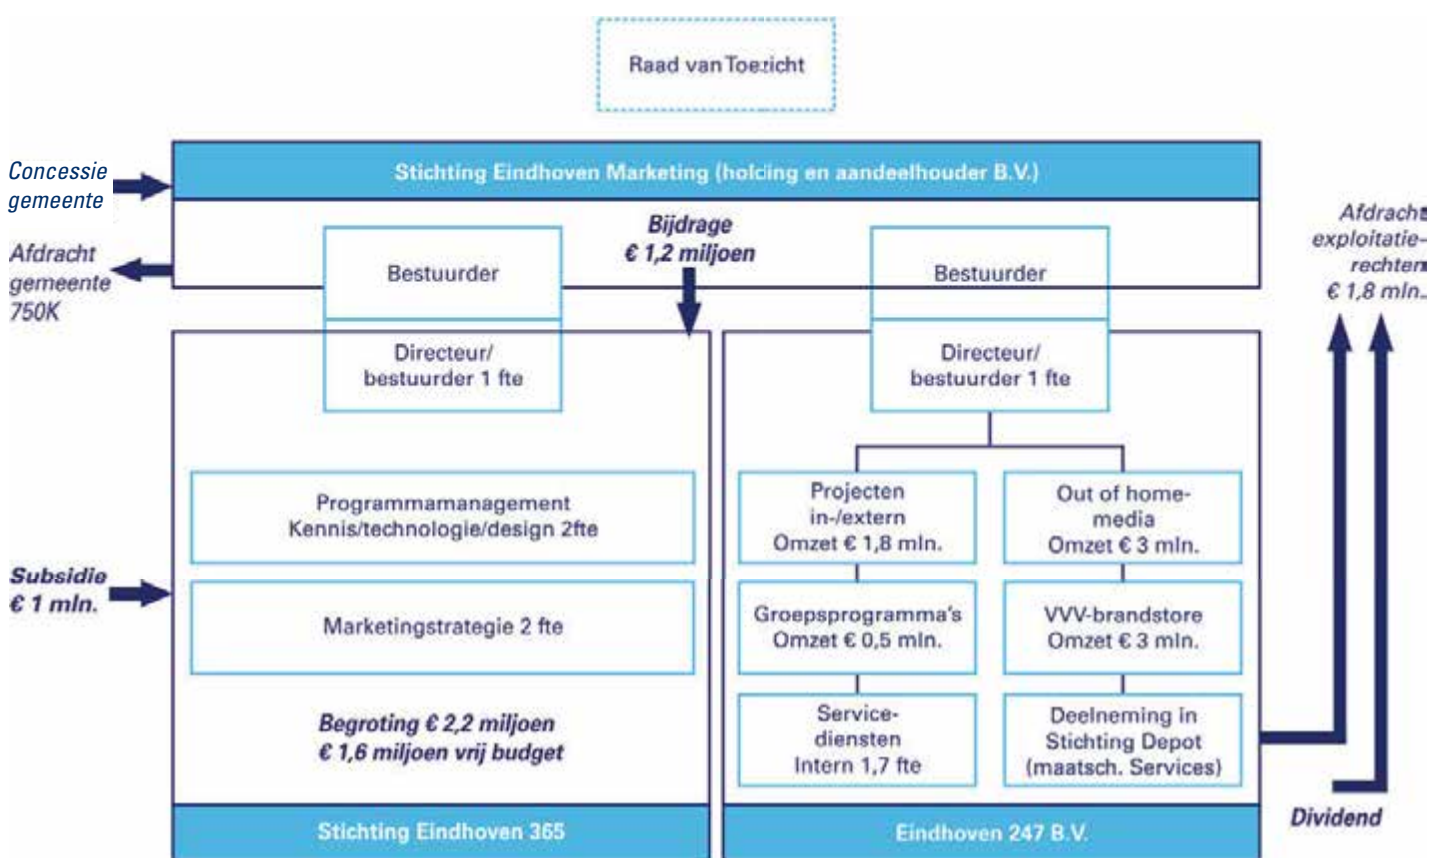 Raad van Toezicht
Stichting Eindhoven Marketing (holding en aandeelhouder B.V.)
Concessie
gemeente
Afdracht
gemeente
750K
Bestuurder
Bijdrage
€ 1,2 miljoen
Bestuurder
Afdracht
exploitatie-
rechten
€ 1,8 mln.
Directeur/
bestuurder 1 fte
Directeur/
bestuurder 1 fte
Programmamanagement
Kennis/technologie/design 2fte
Projecten
in-/extern
Omzet € 1,8 mln.
Out of home-
media
Omzet € 3 mln.
Subsidie
€ 1 mln.
Marketingstrategie 2 fte
Groepsprogramma's
Omzet € 0,5 mln.
VVV-brandstore
Omzet € 3 mln.
Begroting € 2,2 miljoen
€ 1,6 miljoen vrij budget
Service-
diensten
Intern 1,7 fte
Deelneming in
Stichting Depot
(maatsch. Services)
Dividend
Stichting Eindhoven 365
Eindhoven 247 B.V.